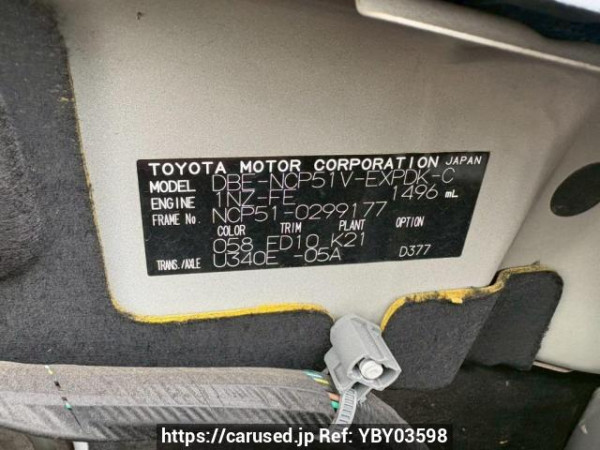 TOYOTA MOTOR CORPORATION JAPAN
MODEL DBE-NCP51V-EXPDK-C
ENGINE 1NZ-FE 1496 mL
FRAME No. NCP51-0299177
COLOR TRIM PLANT OPTION
058 ED10 K21
TRANS./AXLE U340E -05A D377
https://carused.jp Ref: YBY03598